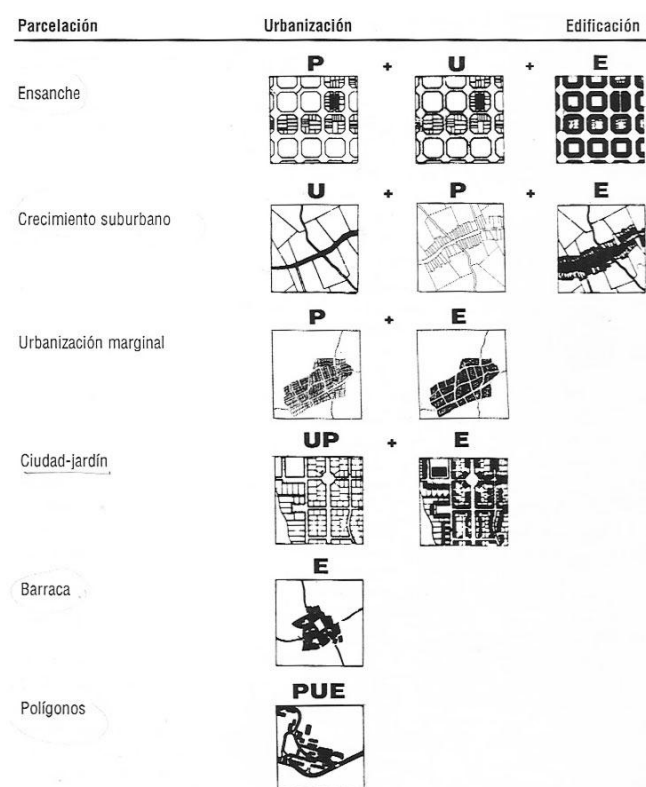 Parcelación Urbanización Edificación
P + U + E
Ensanche
U + P + E
Crecimiento suburbano
P + E
Urbanización marginal
UP + E
Ciudad-jardín
E
Barraca
PUE
Polígonos